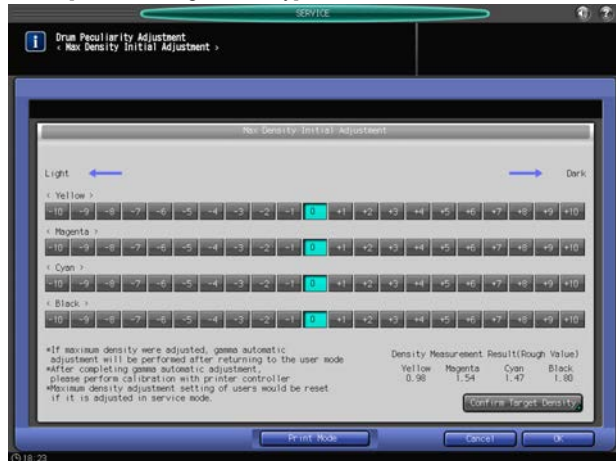 SERVICE
Drum Peculiarity Adjustment
< Max Density Initial Adjustment >
Max Density Initial Adjustment
Light
Dark
< Yellow >
-10 -9 -8 -7 -6 -5 -4 -3 -2 -1 0 +1 +2 +3 +4 +5 +6 +7 +8 +9 +10
< Magenta >
-10 -9 -8 -7 -6 -5 -4 -3 -2 -1 0 +1 +2 +3 +4 +5 +6 +7 +8 +9 +10
< Cyan >
-10 -9 -8 -7 -6 -5 -4 -3 -2 -1 0 +1 +2 +3 +4 +5 +6 +7 +8 +9 +10
< Black >
-10 -9 -8 -7 -6 -5 -4 -3 -2 -1 0 +1 +2 +3 +4 +5 +6 +7 +8 +9 +10
*If maximum density were adjusted, gamma automatic
adjustment will be performed after returning to the user mode
*After completing gamma automatic adjustment,
please perform calibration with printer controller
*Maximum density adjustment setting of users would be reset
if it is adjusted in service mode.
Density Measurement Result(Rough Value)
Yellow Magenta Cyan Black
0.98 1.54 1.47 1.80
Confirm Target Density
Print Mode
Cancel
OK
18:23